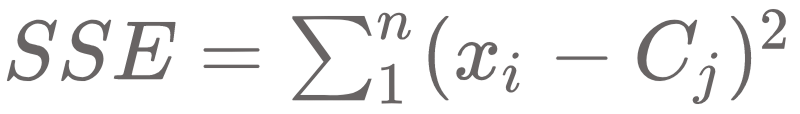 SSE = ∑₁ⁿ(xᵢ − Cⱼ)²